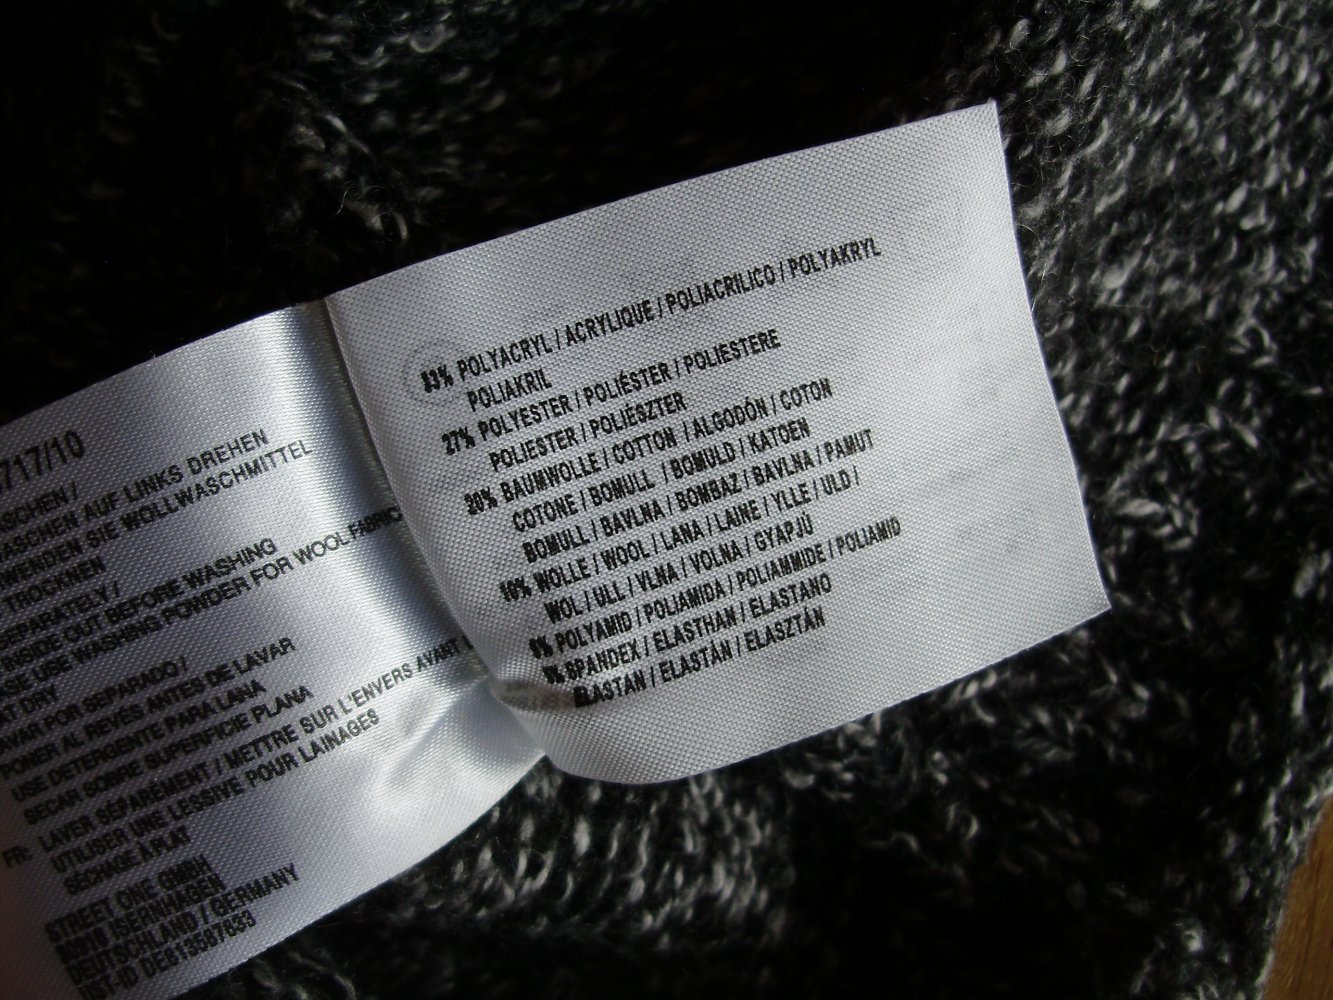 717/10
WASCHEN AUF LINKS DREHEN
SIE WOLLWASCHMITTEL
TROCKNEN
INSIDE OUT BEFORE WASHING
USE WASHING POWDER FOR WOOL FABRIC
DRY
POR SEPARADO /
PONER AL REVÉS ANTES DE LAVAR
USE DETERGENTE PARA LANA
SECAR SOBRE SUPERFICIE PLANA
FR: LAVER SÉPARÉMENT / METTRE SUR L'ENVERS AVANT
UTILISER UNE LESSIVE POUR LAINAGES
SÉCHAGE À PLAT
STREET ONE GMBH
ISERNHAGEN
DEUTSCHLAND / GERMANY
POLYACRYL / ACRYLIQUE / POLIACRILICO / POLYAKRYL
POLIAKRIL
27% POLYESTER / POLIÉSTER / POLIESTERE
POLIESTER / POLIÉSZTER
20% BAUMWOLLE / COTTON / ALGODÓN / COTON
COTONE / BOMULL / BOMULD / KATOEN
BOMULL / BAVLNA / BOMBAZ / BAVLNA / PAMUT
10% WOLLE / WOOL / LANA / LAINE / YLLE / ULD /
WOL / ULL / VLNA / VOLNA / GYAPJÚ
9% POLYAMID / POLIAMIDA / POLIAMMIDE / POLIAMID
1% SPANDEX / ELASTHAN / ELASTANO
ELASTAN / ELASTÁN / ELASZTÁN